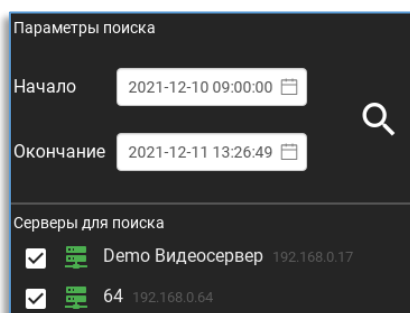 Параметры поиска
Начало 2021-12-10 09:00:00
Окончание 2021-12-11 13:26:49
Серверы для поиска
Demo Видеосервер 192.168.0.17
64 192.168.0.64